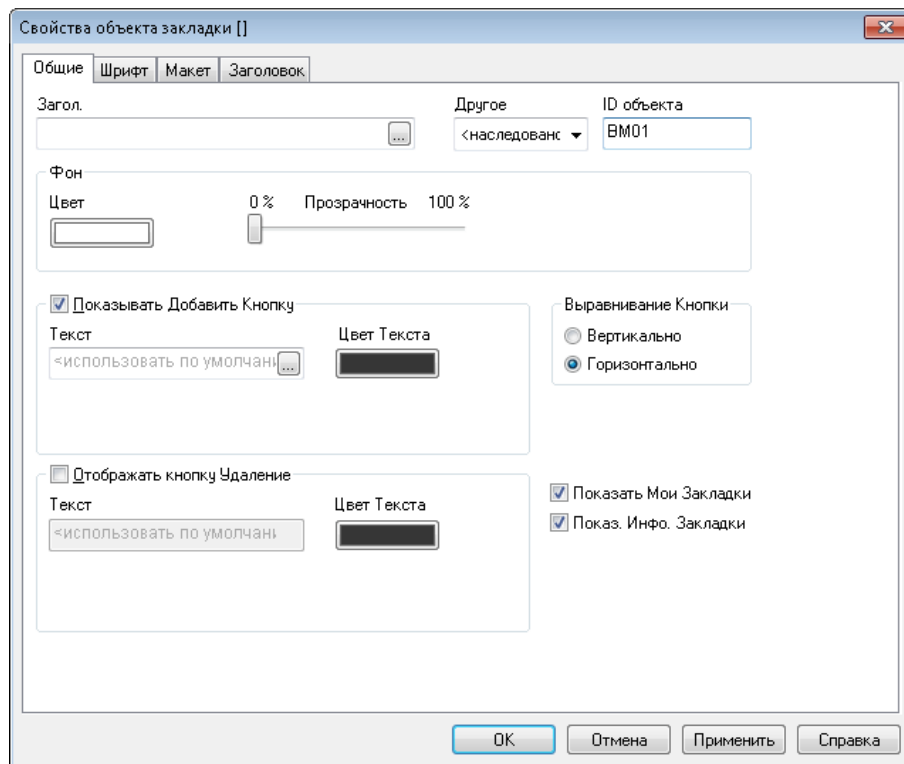 Свойства объекта закладки []
Общие Шрифт Макет Заголовок
Загол. Другое ID объекта
... <наследованс BM01
Фон
Цвет 0 % Прозрачность 100 %
Показывать Добавить Кнопку Выравнивание Кнопки
Текст Цвет Текста Вертикально
<использовать по умолчани ... Горизонтально
Отображать кнопку Удаление
Текст Цвет Текста Показать Мои Закладки
<использовать по умолчани Показ. Инфо. Закладки
OK Отмена Применить Справка